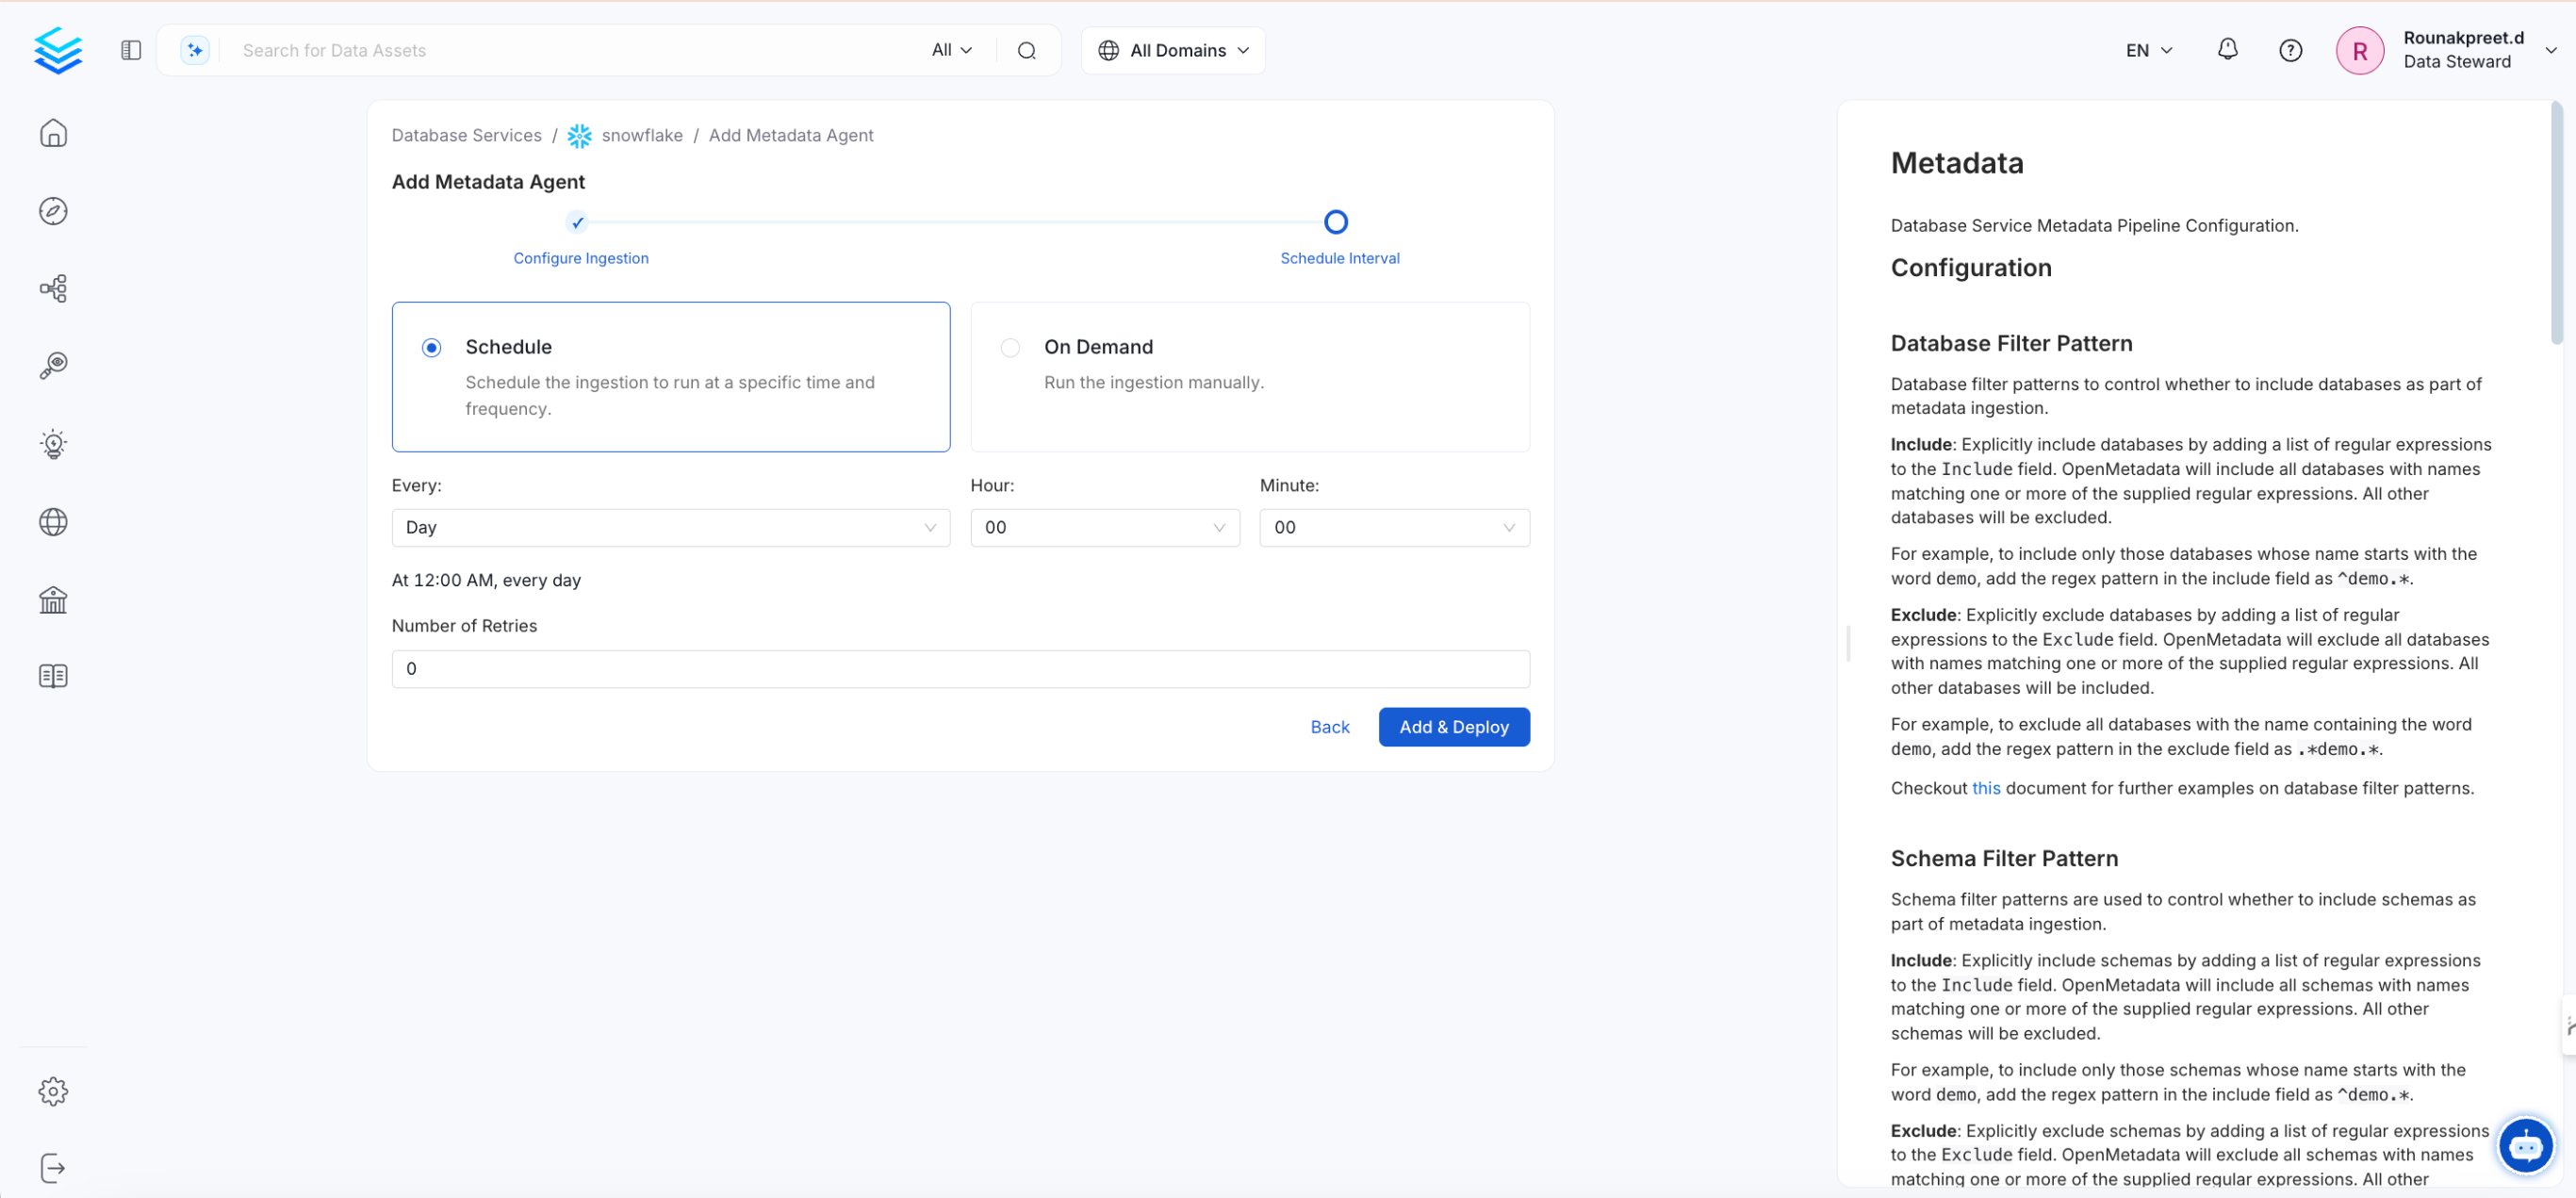 Search for Data Assets
All
All Domains
EN
R
Rounakpreet.d
Data Steward
Database Services / snowflake / Add Metadata Agent
Add Metadata Agent
Configure Ingestion
Schedule Interval
Schedule
Schedule the ingestion to run at a specific time and
frequency.
On Demand
Run the ingestion manually.
Every:
Hour:
Minute:
Day
00
00
At 12:00 AM, every day
Number of Retries
0
Back
Add & Deploy
Metadata
Database Service Metadata Pipeline Configuration.
Configuration
Database Filter Pattern
Database filter patterns to control whether to include databases as part of
metadata ingestion.
Include: Explicitly include databases by adding a list of regular expressions
to the Include field. OpenMetadata will include all databases with names
matching one or more of the supplied regular expressions. All other
databases will be excluded.
For example, to include only those databases whose name starts with the
word demo, add the regex pattern in the include field as ^demo.*.
Exclude: Explicitly exclude databases by adding a list of regular
expressions to the Exclude field. OpenMetadata will exclude all databases
with names matching one or more of the supplied regular expressions. All
other databases will be included.
For example, to exclude all databases with the name containing the word
demo, add the regex pattern in the exclude field as .*demo.*.
Checkout this document for further examples on database filter patterns.
Schema Filter Pattern
Schema filter patterns are used to control whether to include schemas as
part of metadata ingestion.
Include: Explicitly include schemas by adding a list of regular expressions
to the Include field. OpenMetadata will include all schemas with names
matching one or more of the supplied regular expressions. All other
schemas will be excluded.
For example, to include only those schemas whose name starts with the
word demo, add the regex pattern in the include field as ^demo.*.
Exclude: Explicitly exclude schemas by adding a list of regular expressions
to the Exclude field. OpenMetadata will exclude all schemas with names
matching one or more of the supplied regular expressions. All other